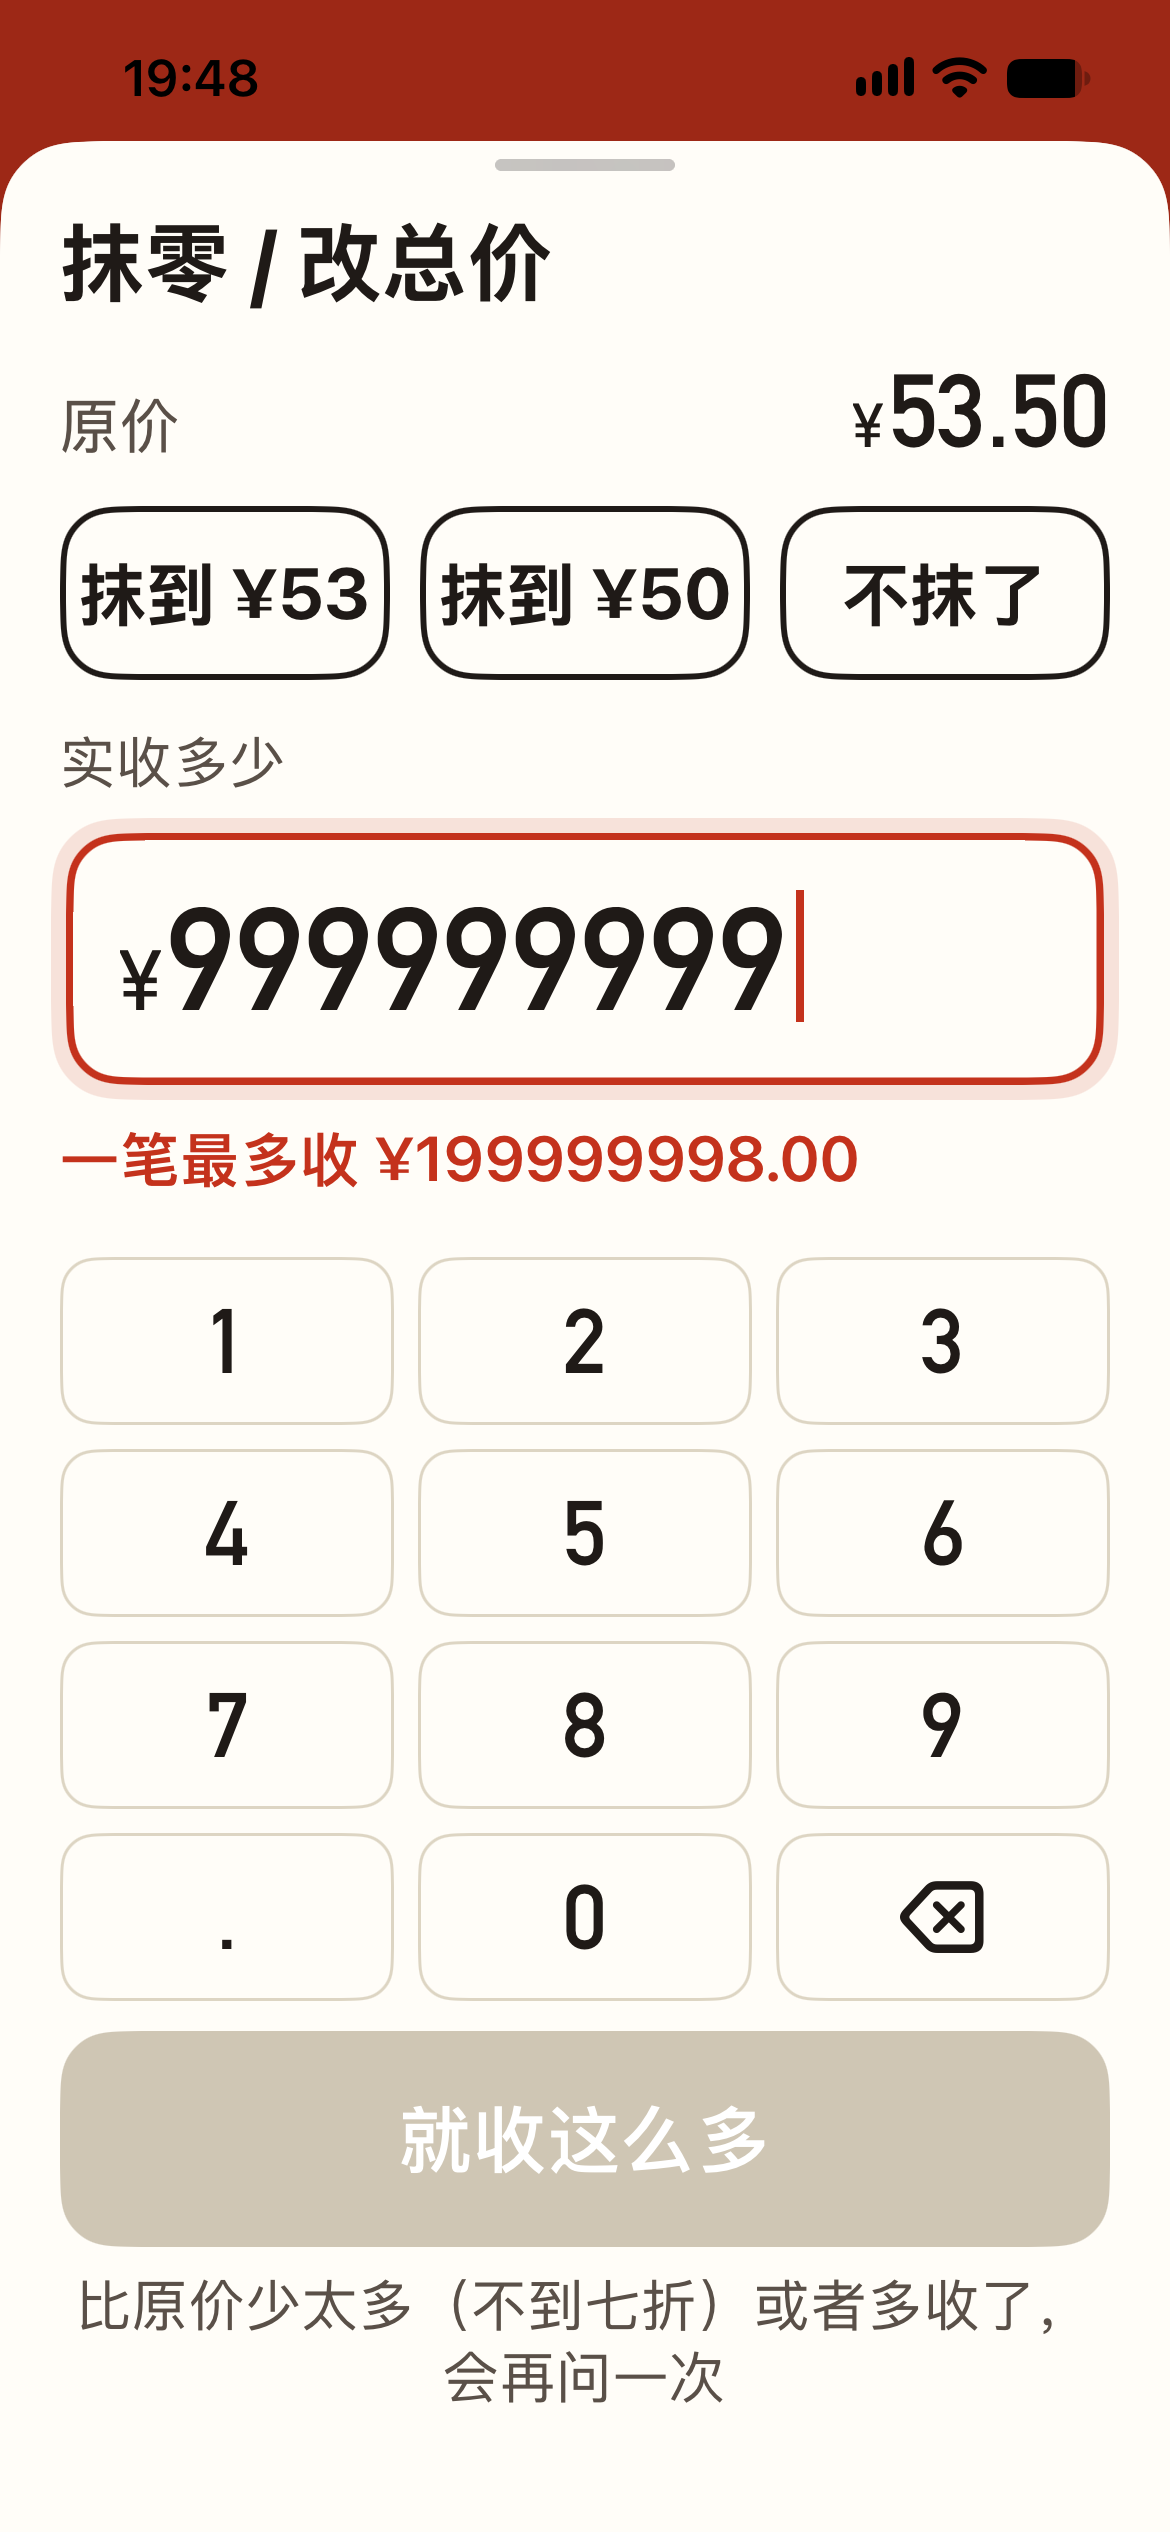 19:48
抹零 / 改总价
原价 ¥53.50
抹到 ¥53 抹到 ¥50 不抹了
实收多少
¥999999999
一笔最多收 ¥199999998.00
1 2 3
4 5 6
7 8 9
. 0
就收这么多
比原价少太多（不到七折）或者多收了，
会再问一次